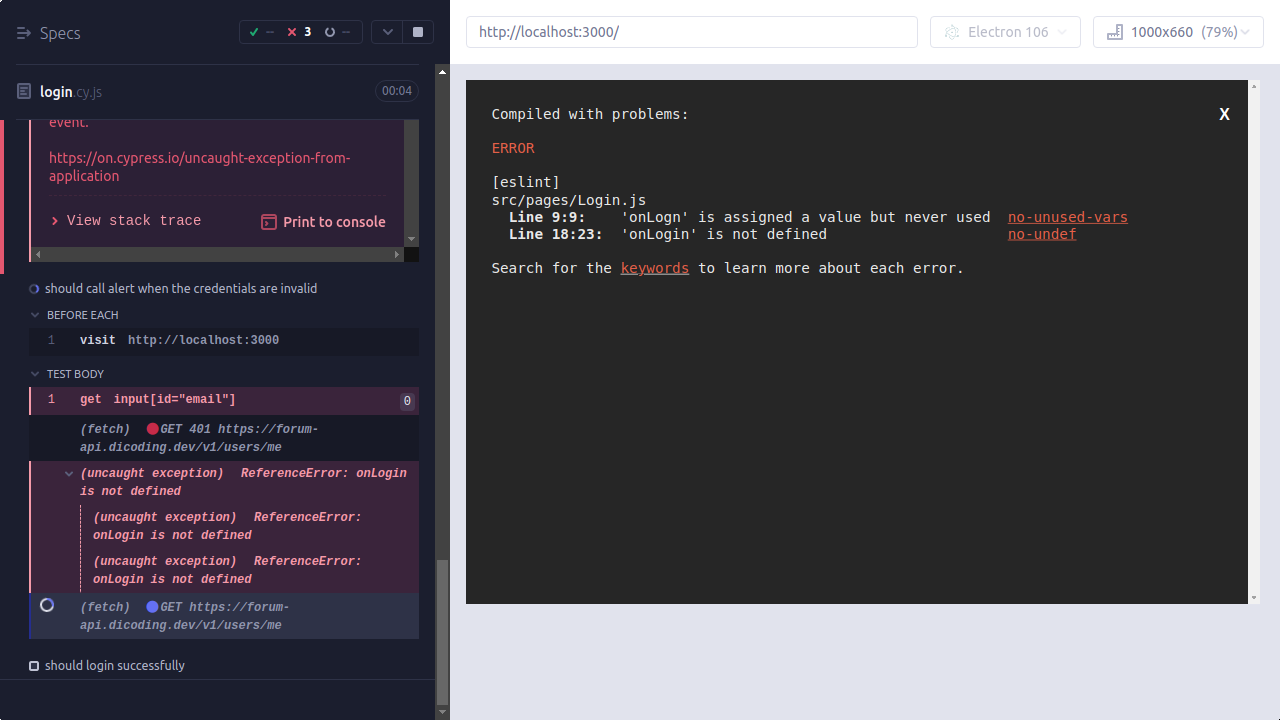 Specs
-- 3 --
login.cy.js
00:04
event.
https://on.cypress.io/uncaught-exception-from-
application
View stack trace
Print to console
should call alert when the credentials are invalid
BEFORE EACH
1 visit http://localhost:3000
TEST BODY
1 get input[id="email"] 0
(fetch) GET 401 https://forum-
api.dicoding.dev/v1/users/me
(uncaught exception) ReferenceError: onLogin
is not defined
(uncaught exception) ReferenceError:
onLogin is not defined
(uncaught exception) ReferenceError:
onLogin is not defined
(fetch) GET https://forum-
api.dicoding.dev/v1/users/me
should login successfully
http://localhost:3000/
Electron 106
1000x660 (79%)
Compiled with problems:
X
ERROR
[eslint]
src/pages/Login.js
Line 9:9: 'onLogn' is assigned a value but never used no-unused-vars
Line 18:23: 'onLogin' is not defined no-undef
Search for the keywords to learn more about each error.